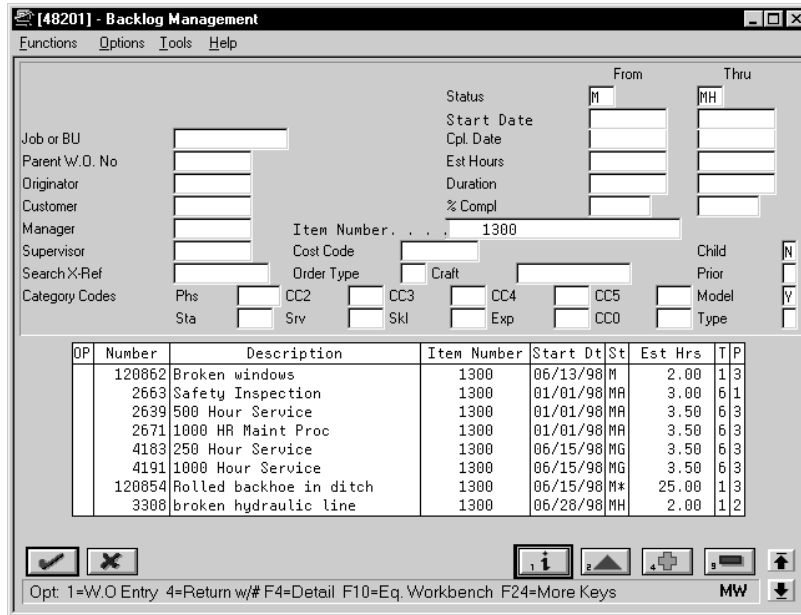 [48201] - Backlog Management
Functions Options Tools Help
From Thru
Status M MH
Start Date
Job or BU Cpl. Date
Parent W.O. No Est Hours
Originator Duration
Customer % Compl
Manager Item Number. . . . 1300
Supervisor Cost Code Child N
Search X-Ref Order Type Craft Prior
Category Codes Phs CC2 CC3 CC4 CC5 Model Y
Sta Srv Skl Exp CC0 Type
OP Number Description Item Number Start Dt St Est Hrs T P
120862 Broken windows 1300 06/13/98 M 2.00 1 3
2663 Safety Inspection 1300 01/01/98 MA 3.00 6 1
2639 500 Hour Service 1300 01/01/98 MA 3.50 6 3
2671 1000 HR Maint Proc 1300 01/01/98 MA 3.50 6 3
4183 250 Hour Service 1300 06/15/98 MG 3.50 6 3
4191 1000 Hour Service 1300 06/15/98 MG 3.50 6 3
120854 Rolled backhoe in ditch 1300 06/15/98 M* 25.00 1 3
3308 broken hydraulic line 1300 06/28/98 MH 2.00 1 2
1 i 2 4 9
Opt: 1=W.O Entry 4=Return w/# F4=Detail F10=Eq. Workbench F24=More Keys MW